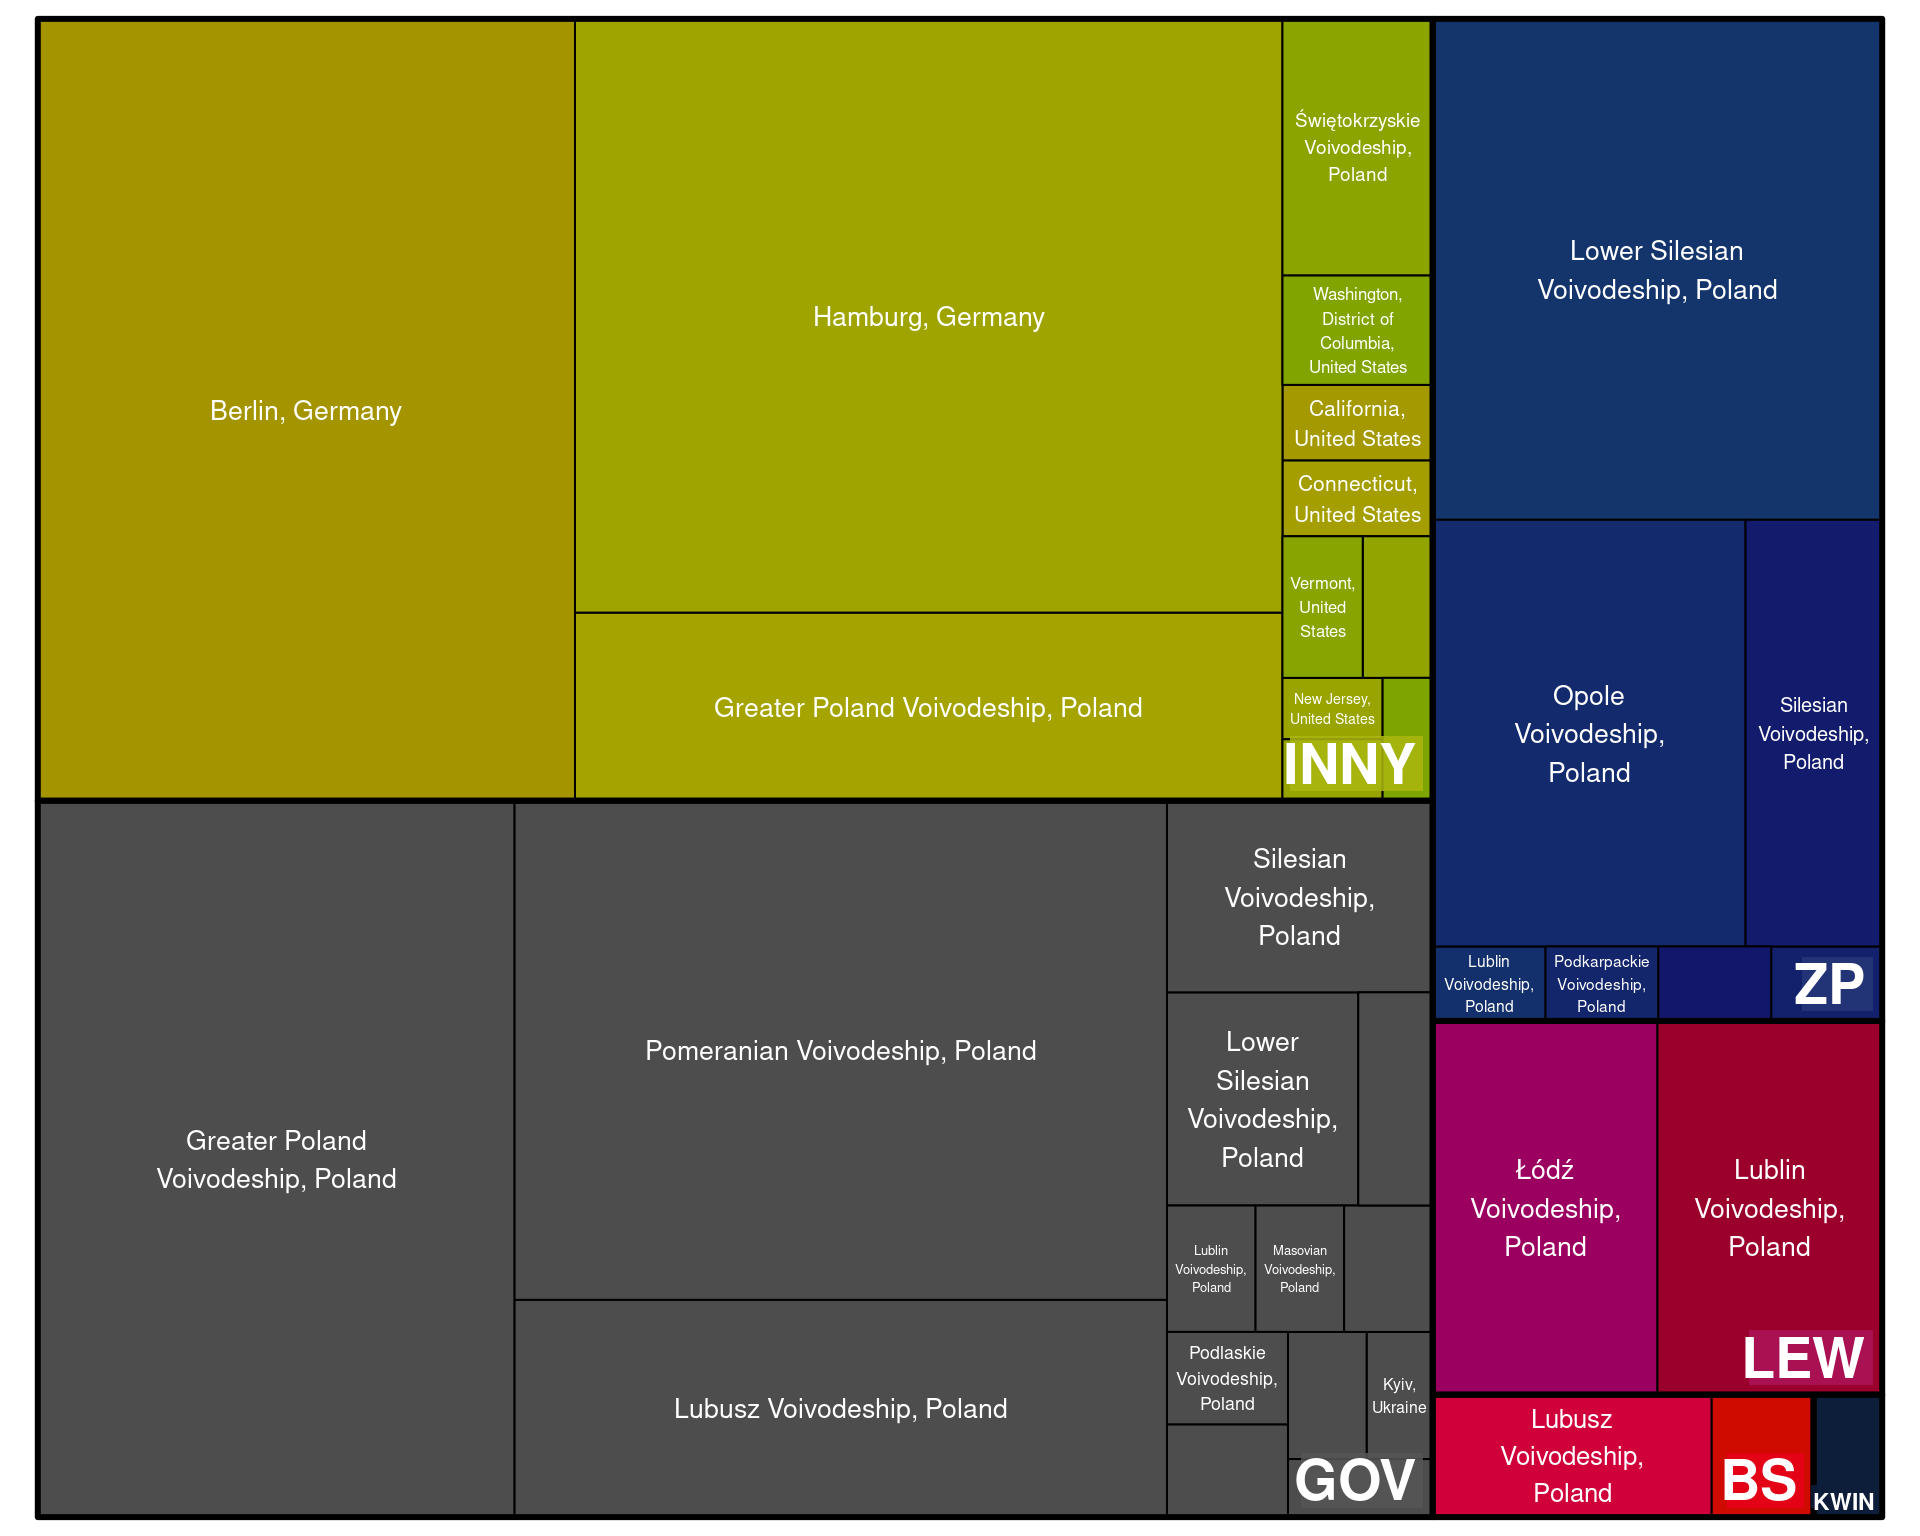 Berlin, Germany
Hamburg, Germany
Greater Poland Voivodeship, Poland
Świętokrzyskie
Voivodeship,
Poland
Washington,
District of
Columbia,
United States
California,
United States
Connecticut,
United States
Vermont,
United
States
New Jersey,
United States
INNY
Greater Poland
Voivodeship, Poland
Pomeranian Voivodeship, Poland
Lubusz Voivodeship, Poland
Silesian
Voivodeship,
Poland
Lower
Silesian
Voivodeship,
Poland
Lublin
Voivodeship,
Poland
Masovian
Voivodeship,
Poland
Podlaskie
Voivodeship,
Poland
Kyiv,
Ukraine
GOV
Lower Silesian
Voivodeship, Poland
Opole
Voivodeship,
Poland
Silesian
Voivodeship,
Poland
Lublin
Voivodeship,
Poland
Podkarpackie
Voivodeship,
Poland
ZP
Łódź
Voivodeship,
Poland
Lublin
Voivodeship,
Poland
LEW
Lubusz
Voivodeship,
Poland
BS
KWIN